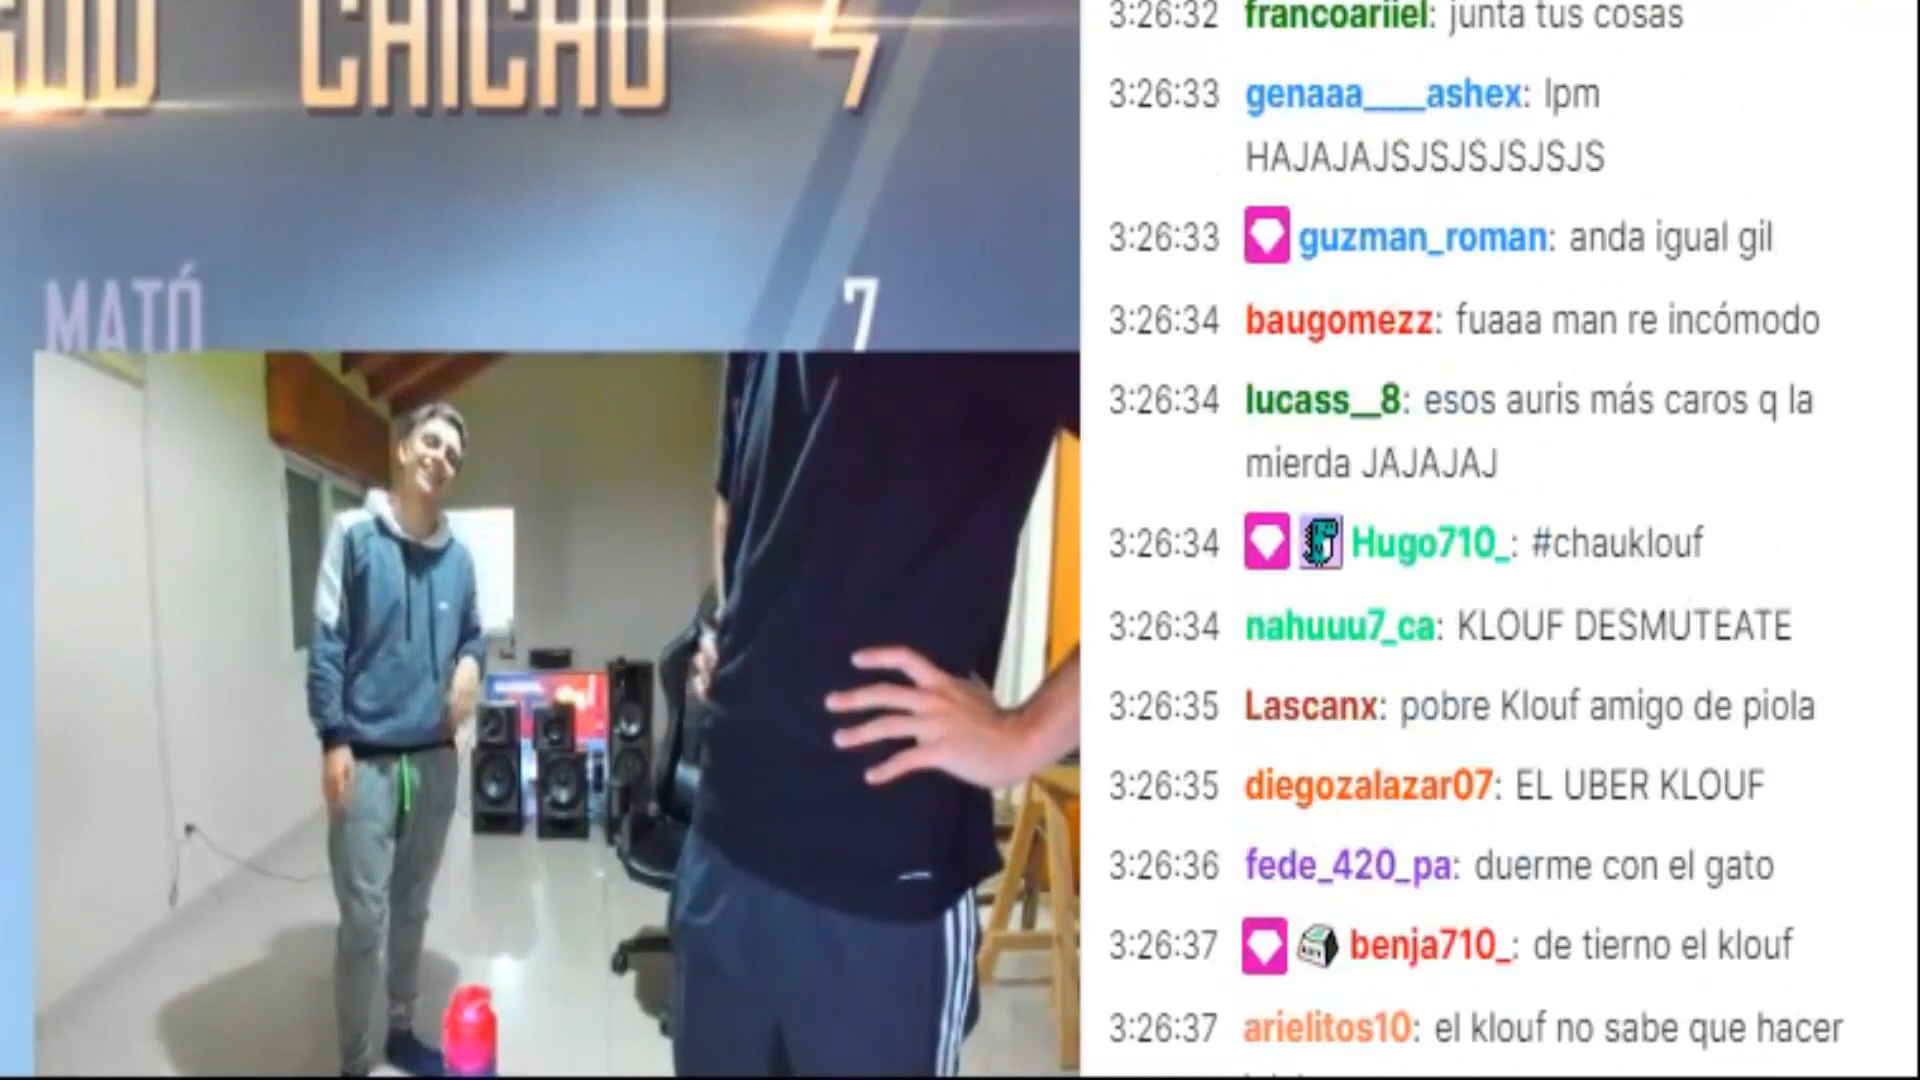 GOD CHICHO
MATÓ 7
3:26:32 francoariiel: junta tus cosas
3:26:33 genaaa____ashex: lpm
HAJAJAJSJSJSJSJSJS
3:26:33 guzman_roman: anda igual gil
3:26:34 baugomezz: fuaaa man re incómodo
3:26:34 lucass__8: esos auris más caros q la
mierda JAJAJAJ
3:26:34 Hugo710_: #chauklouf
3:26:34 nahuuu7_ca: KLOUF DESMUTEATE
3:26:35 Lascanx: pobre Klouf amigo de piola
3:26:35 diegozalazar07: EL UBER KLOUF
3:26:36 fede_420_pa: duerme con el gato
3:26:37 benja710_: de tierno el klouf
3:26:37 arielitos10: el klouf no sabe que hacer